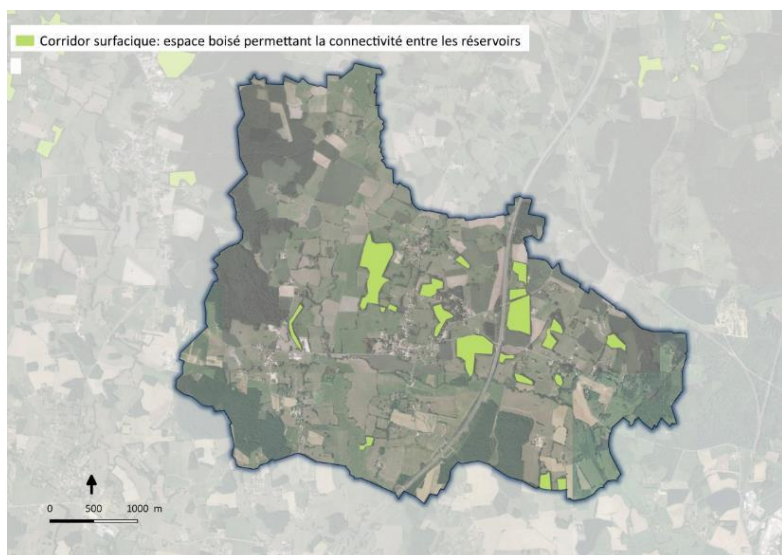 Corridor surfacique: espace boisé permettant la connectivité entre les réservoirs
0 500 1000 m